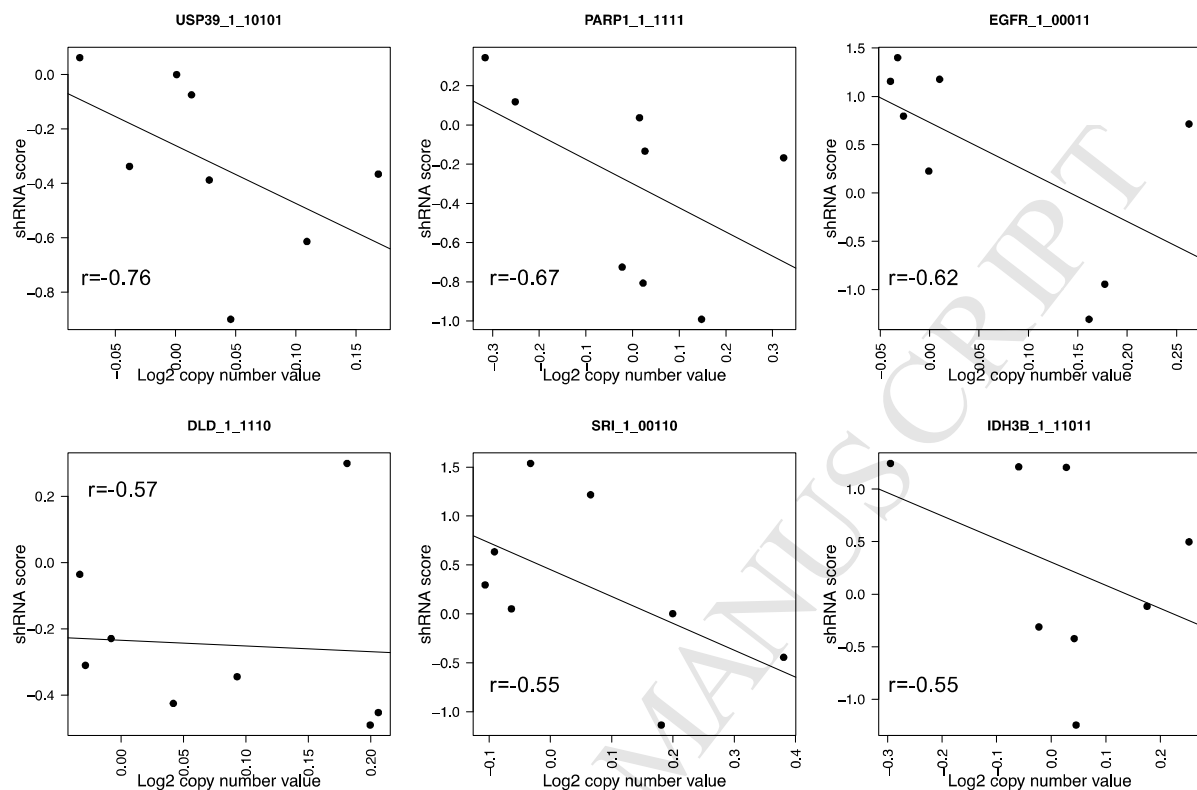 USP39_1_10101
shRNA score
0.0
−0.2
−0.4
−0.6
−0.8
r=-0.76
−0.05
0.00
0.05
0.10
0.15
Log2 copy number value
PARP1_1_1111
shRNA score
0.2
0.0
−0.2
−0.4
−0.6
−0.8
−1.0
r=-0.67
−0.3
−0.2
−0.1
0.0
0.1
0.2
0.3
Log2 copy number value
EGFR_1_00011
shRNA score
1.5
1.0
0.5
0.0
−0.5
−1.0
r=-0.62
−0.05
0.00
0.05
0.10
0.15
0.20
0.25
Log2 copy number value
DLD_1_1110
shRNA score
0.2
0.0
−0.2
−0.4
r=-0.57
0.00
0.05
0.10
0.15
0.20
Log2 copy number value
SRI_1_00110
shRNA score
1.5
1.0
0.5
0.0
−0.5
−1.0
r=-0.55
−0.1
0.0
0.1
0.2
0.3
0.4
Log2 copy number value
IDH3B_1_11011
shRNA score
1.0
0.5
0.0
−0.5
−1.0
r=-0.55
−0.3
−0.2
−0.1
0.0
0.1
0.2
Log2 copy number value
MANUSCRIPT